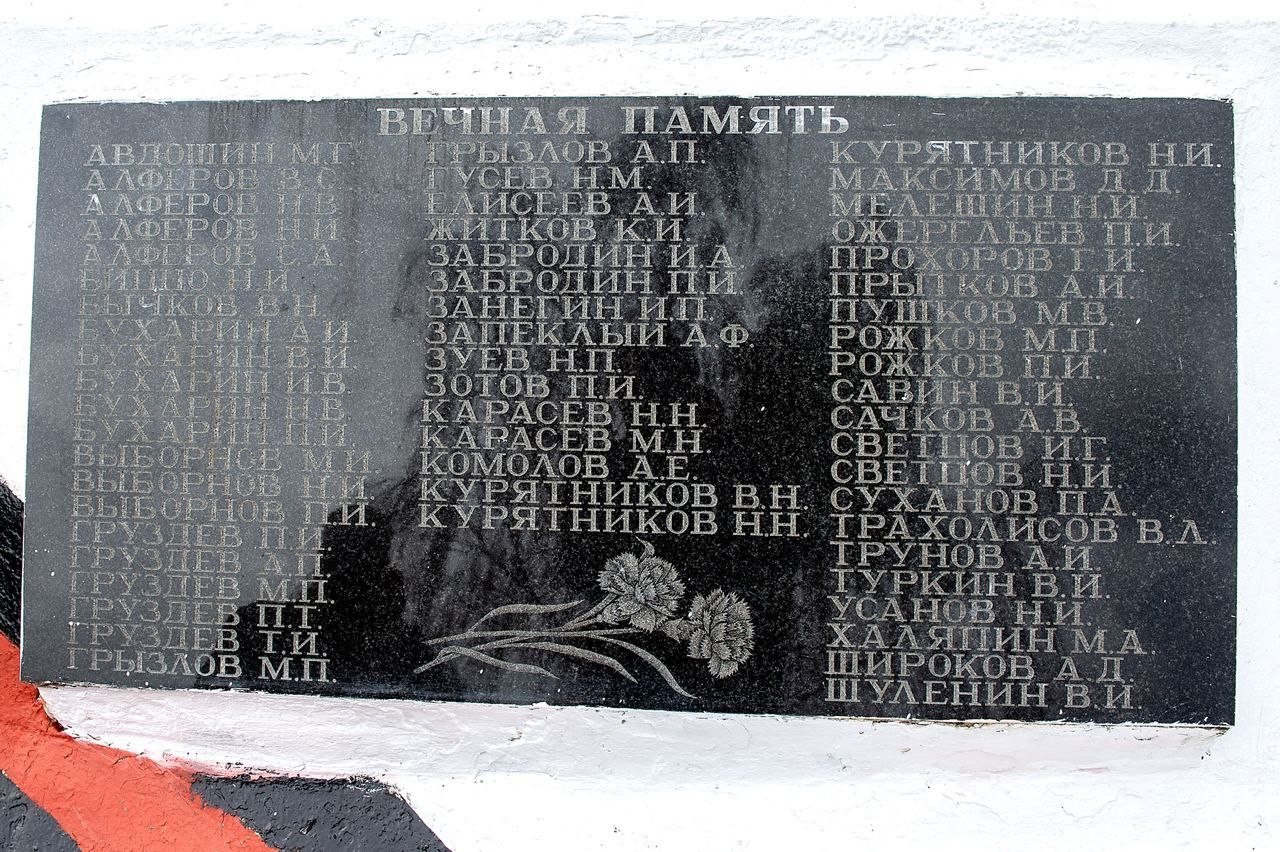 ВЕЧНАЯ ПАМЯТЬ
АВДОШИН М.Г.
АЛФЕРОВ В.С.
АЛФЕРОВ Н.В.
АЛФЕРОВ Н.И.
АЛФЕРОВ С.А.
БИЦЦО Н.И.
БЫЧКОВ В.Н.
БУХАРИН А.И.
БУХАРИН В.И.
БУХАРИН И.В.
БУХАРИН Н.В.
БУХАРИН Н.И.
ВЫБОРНОВ М.И.
ВЫБОРНОВ Н.И.
ВЫБОРНОВ П.И.
ГРУЗДЕВ П.И.
ГРУЗДЕВ А.П.
ГРУЗДЕВ М.П.
ГРУЗДЕВ П.Т.
ГРУЗДЕВ Т.И.
ГРЫЗЛОВ М.П.
ГРЫЗЛОВ А.П.
ГУСЕВ Н.М.
ЕЛИСЕЕВ А.И.
ЖИТКОВ К.И.
ЗАБРОДИН И.А.
ЗАБРОДИН П.И.
ЗАНЕГИН И.П.
ЗАПЕКЛЫЙ А.Ф.
ЗУЕВ Н.П.
ЗОТОВ П.И.
КАРАСЕВ Н.Н.
КАРАСЕВ М.Н.
КОМОЛОВ А.Е.
КУРЯТНИКОВ В.Н.
КУРЯТНИКОВ Н.Н.
КУРЯТНИКОВ Н.И.
МАКСИМОВ Д.Д.
МЕЛЕШИН Н.И.
ОЖЕРЕЛЬЕВ П.И.
ПРОХОРОВ Г.И.
ПРЫТКОВ А.И.
ПУШКОВ М.В.
РОЖКОВ М.П.
РОЖКОВ П.И.
САВИН В.И.
САЧКОВ А.В.
СВЕТЦОВ И.Г.
СВЕТЦОВ Н.И.
СУХАНОВ П.А.
ТРАХОЛИСОВ В.Л.
ТРУНОВ А.И.
ТУРКИН В.И.
УСАНОВ Н.И.
ХАЛЯПИН М.А.
ШИРОКОВ А.Д.
ШУЛЕНИН В.И.